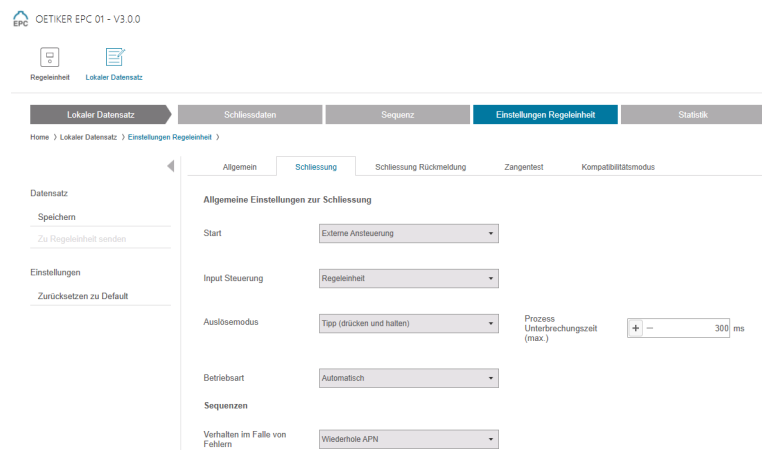 EPC OETIKER EPC 01 - V3.0.0
Regeleinheit Lokaler Datensatz
Lokaler Datensatz Schliessdaten Sequenz Einstellungen Regeleinheit Statistik
Home > Lokaler Datensatz > Einstellungen Regeleinheit >
Allgemein Schliessung Schliessung Rückmeldung Zangentest Kompatibilitätsmodus
Datensatz
Speichern
Zu Regeleinheit senden
Einstellungen
Zurücksetzen zu Default
Allgemeine Einstellungen zur Schliessung
Start Externe Ansteuerung
Input Steuerung Regeleinheit
Auslösemodus Tipp (drücken und halten)
Prozess
Unterbrechungszeit
(max.)
+ − 300 ms
Betriebsart Automatisch
Sequenzen
Verhalten im Falle von
Fehlern
Wiederhole APN